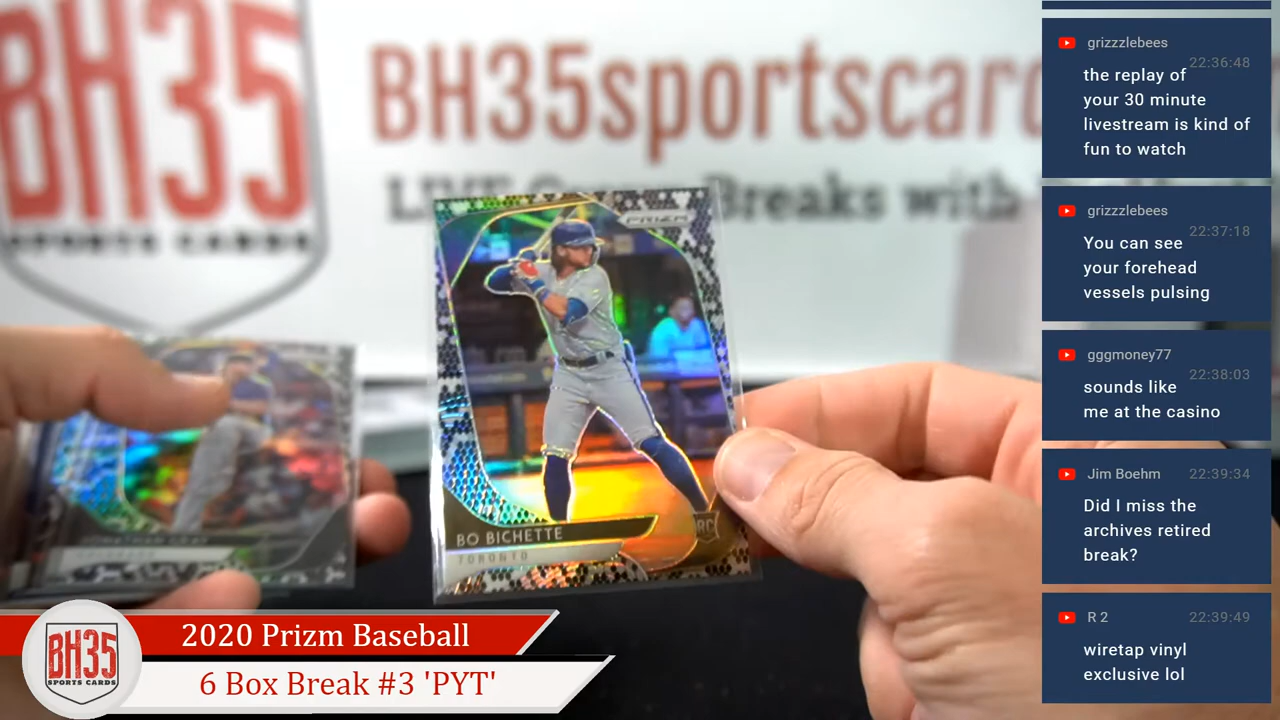 BH35
SPORTS CARDS
BH35sportscard
LIVE
Breaks with
PRIZM
BO BICHETTE
TORONTO
RC
2020 Prizm Baseball
6 Box Break #3 'PYT'
BH35
SPORTS CARDS
grizzzlebees
22:36:48
the replay of
your 30 minute
livestream is kind of
fun to watch
grizzzlebees
22:37:18
You can see
your forehead
vessels pulsing
gggmoney77
22:38:03
sounds like
me at the casino
Jim Boehm 22:39:34
Did I miss the
archives retired
break?
R 2 22:39:49
wiretap vinyl
exclusive lol